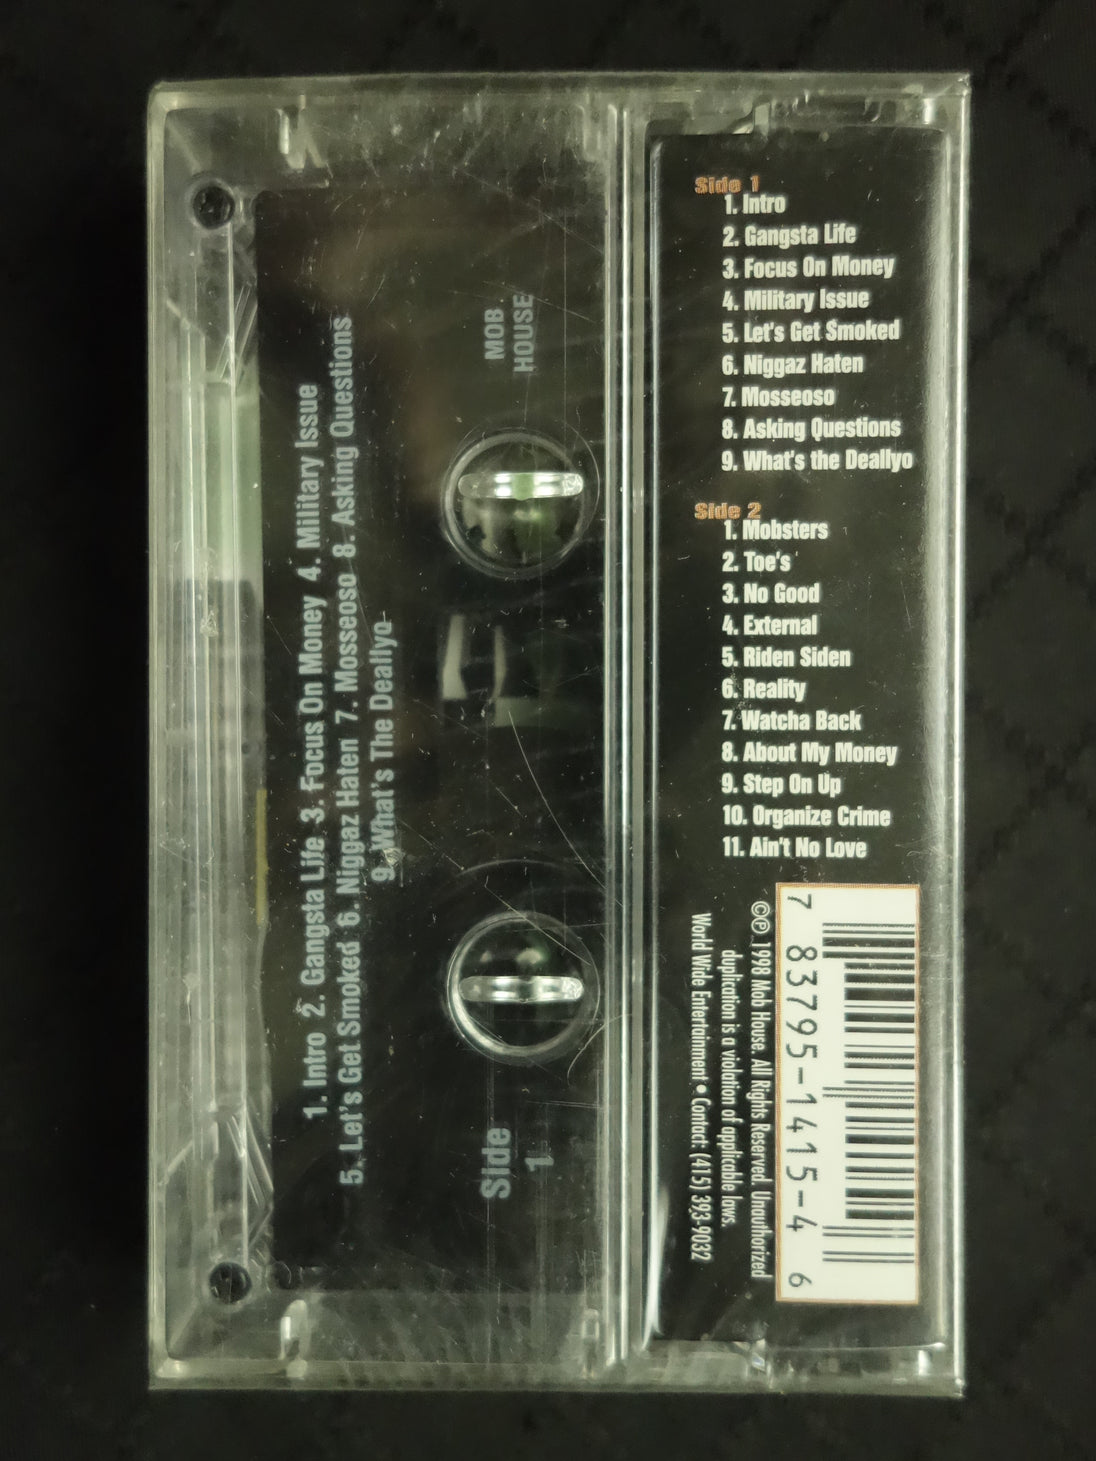 Side 1
1. Intro
2. Gangsta Life
3. Focus On Money
4. Military Issue
5. Let's Get Smoked
6. Niggaz Haten
7. Mosseoso
8. Asking Questions
9. What's the Deallyo
Side 2
1. Mobsters
2. Toe's
3. No Good
4. External
5. Riden Siden
6. Reality
7. Watcha Back
8. About My Money
9. Step On Up
10. Organize Crime
11. Ain't No Love
7 83795-1415-4 6
©℗ 1998 Mob House. All Rights Reserved. Unauthorized
duplication is a violation of applicable laws.
World Wide Entertainment • Contact: (415) 393-9032
1. Intro 2. Gangsta Life 3. Focus On Money 4. Military Issue
5. Let's Get Smoked 6. Niggaz Haten 7. Mosseoso 8. Asking Questions
9. What's The Deallyo
MOB
HOUSE
Side
1